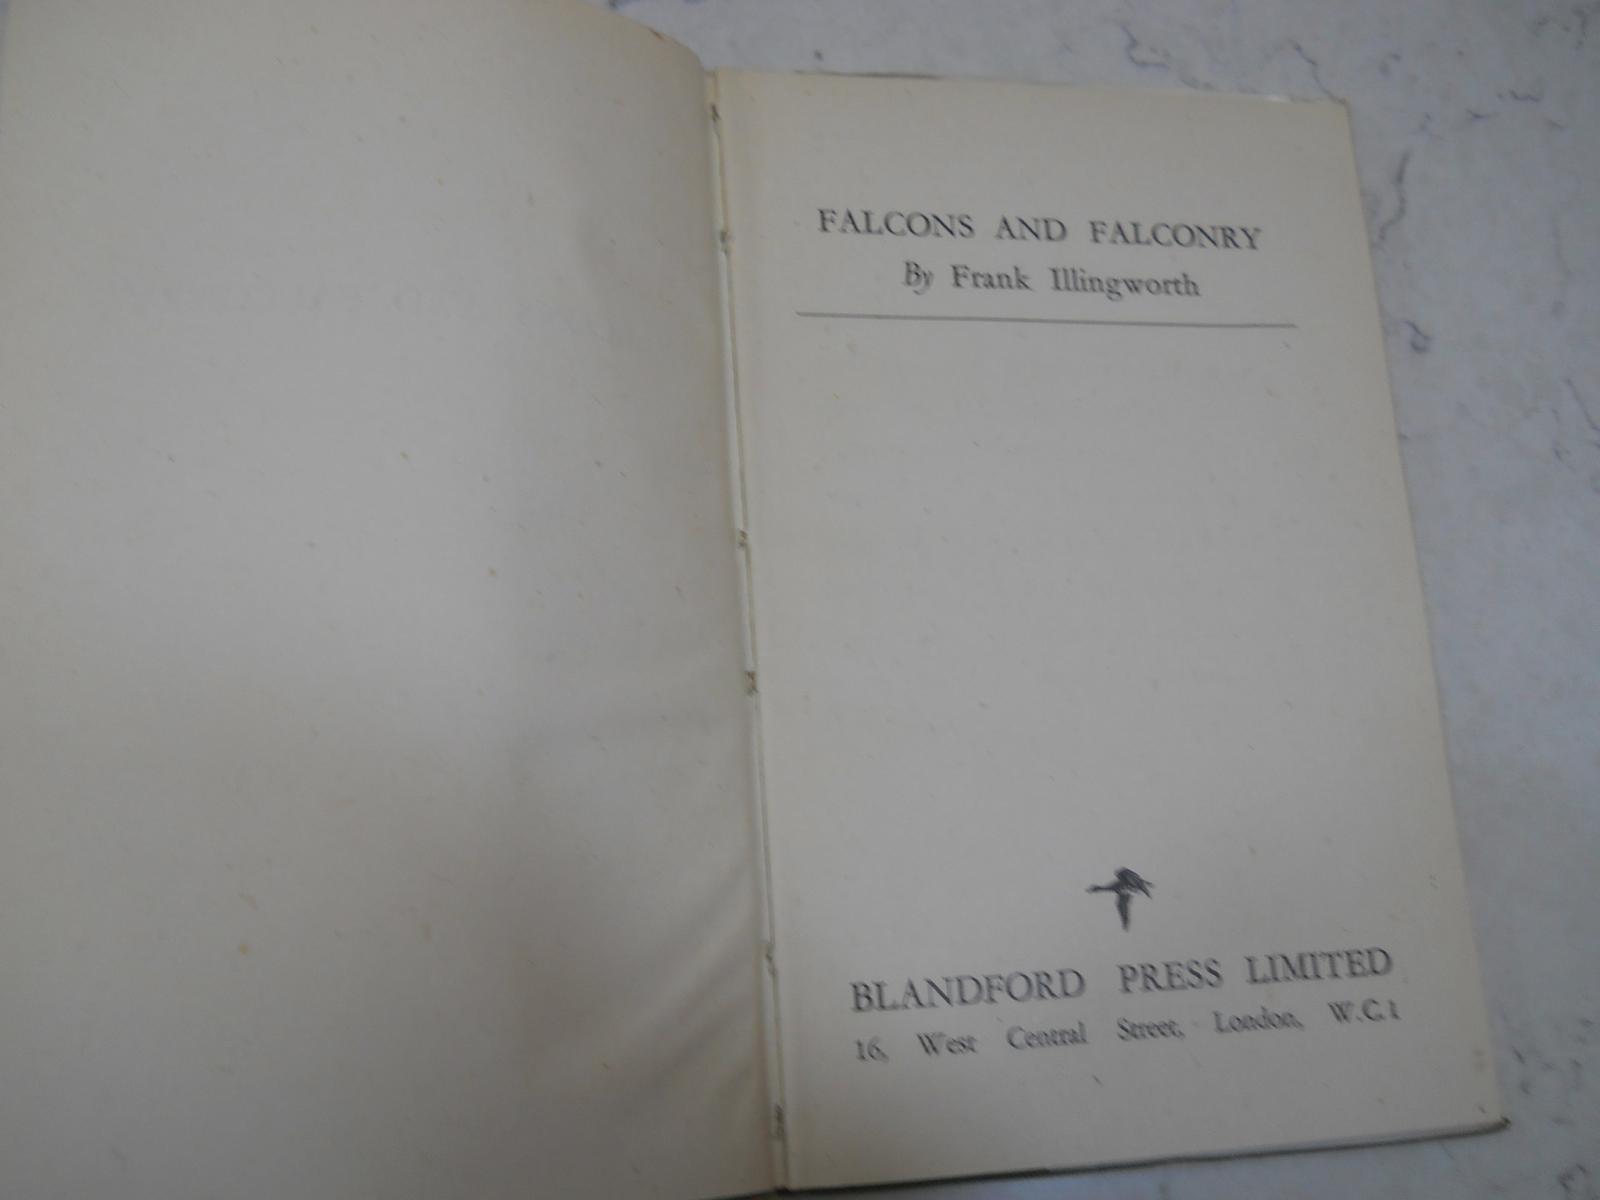 FALCONS AND FALCONRY
By Frank Illingworth
BLANDFORD PRESS LIMITED
16, West Central Street, London, W.C.1